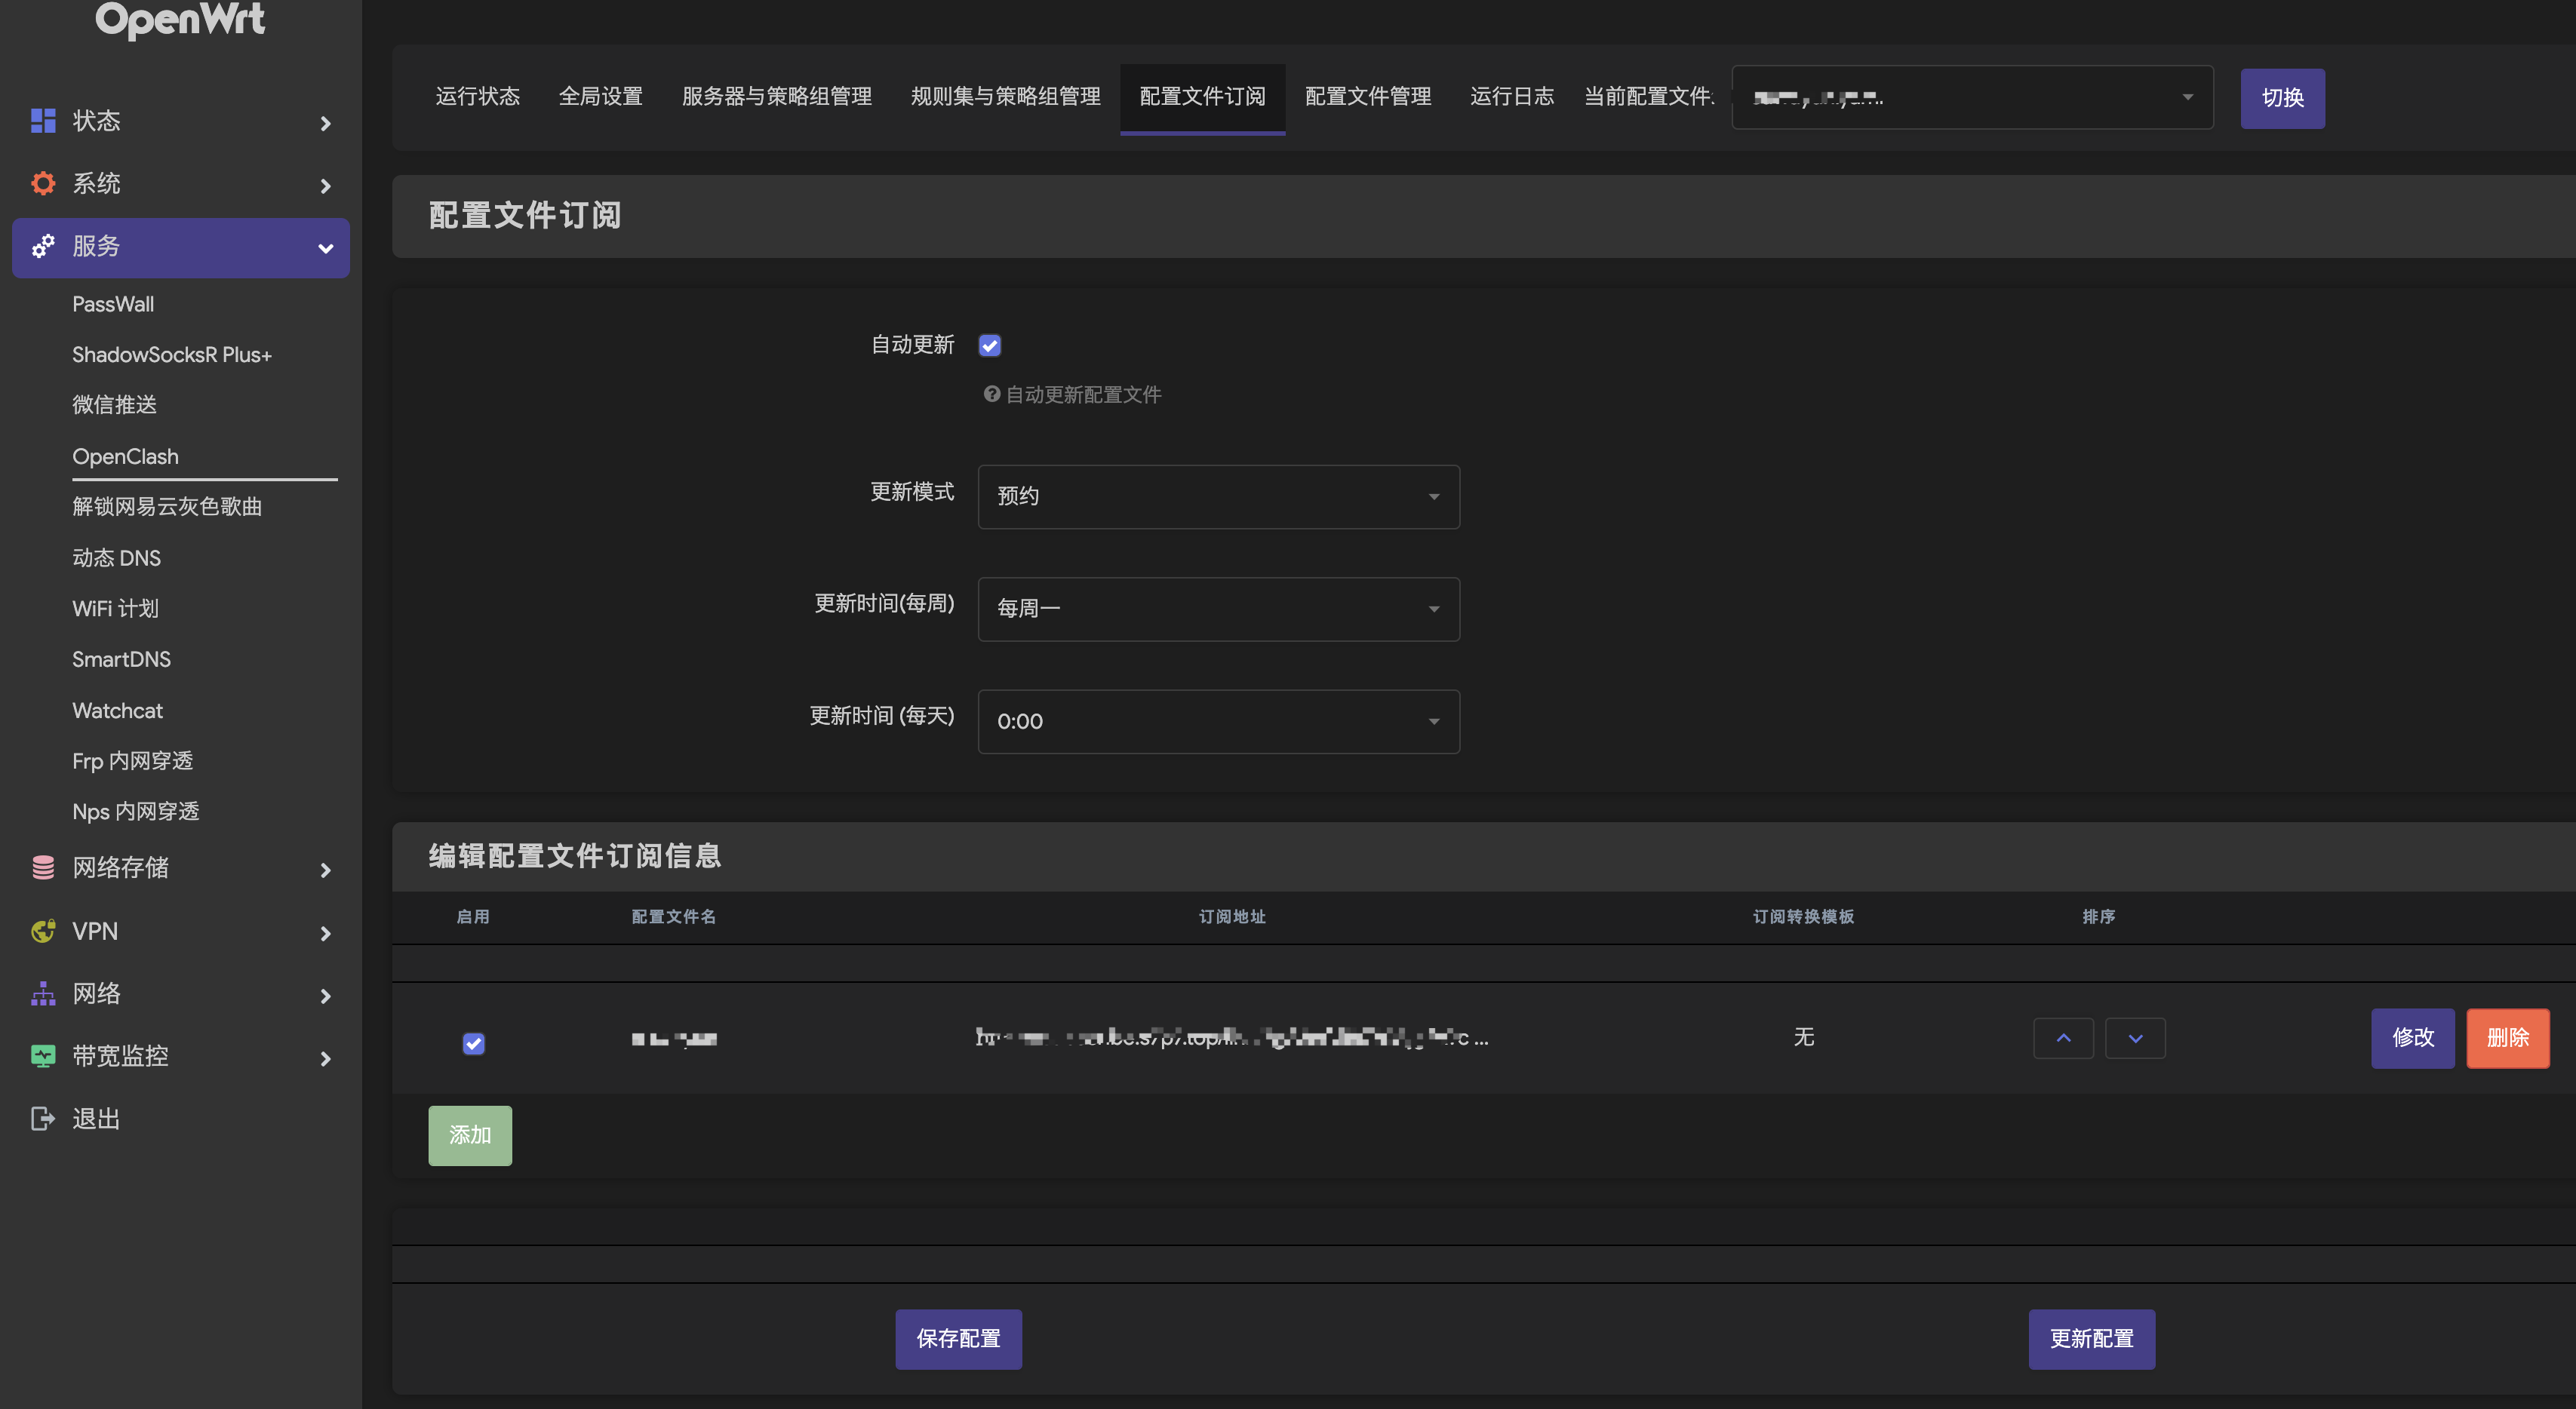 OpenWrt
状态
系统
服务
PassWall
ShadowSocksR Plus+
微信推送
OpenClash
解锁网易云灰色歌曲
动态 DNS
WiFi 计划
SmartDNS
Watchcat
Frp 内网穿透
Nps 内网穿透
网络存储
VPN
网络
带宽监控
退出
运行状态 全局设置 服务器与策略组管理 规则集与策略组管理 配置文件订阅 配置文件管理 运行日志 当前配置文件: 切换
配置文件订阅
自动更新
自动更新配置文件
更新模式 预约
更新时间(每周) 每周一
更新时间 (每天) 0:00
编辑配置文件订阅信息
启用 配置文件名 订阅地址 订阅转换模板 排序
... 无 修改 删除
添加
保存配置 更新配置